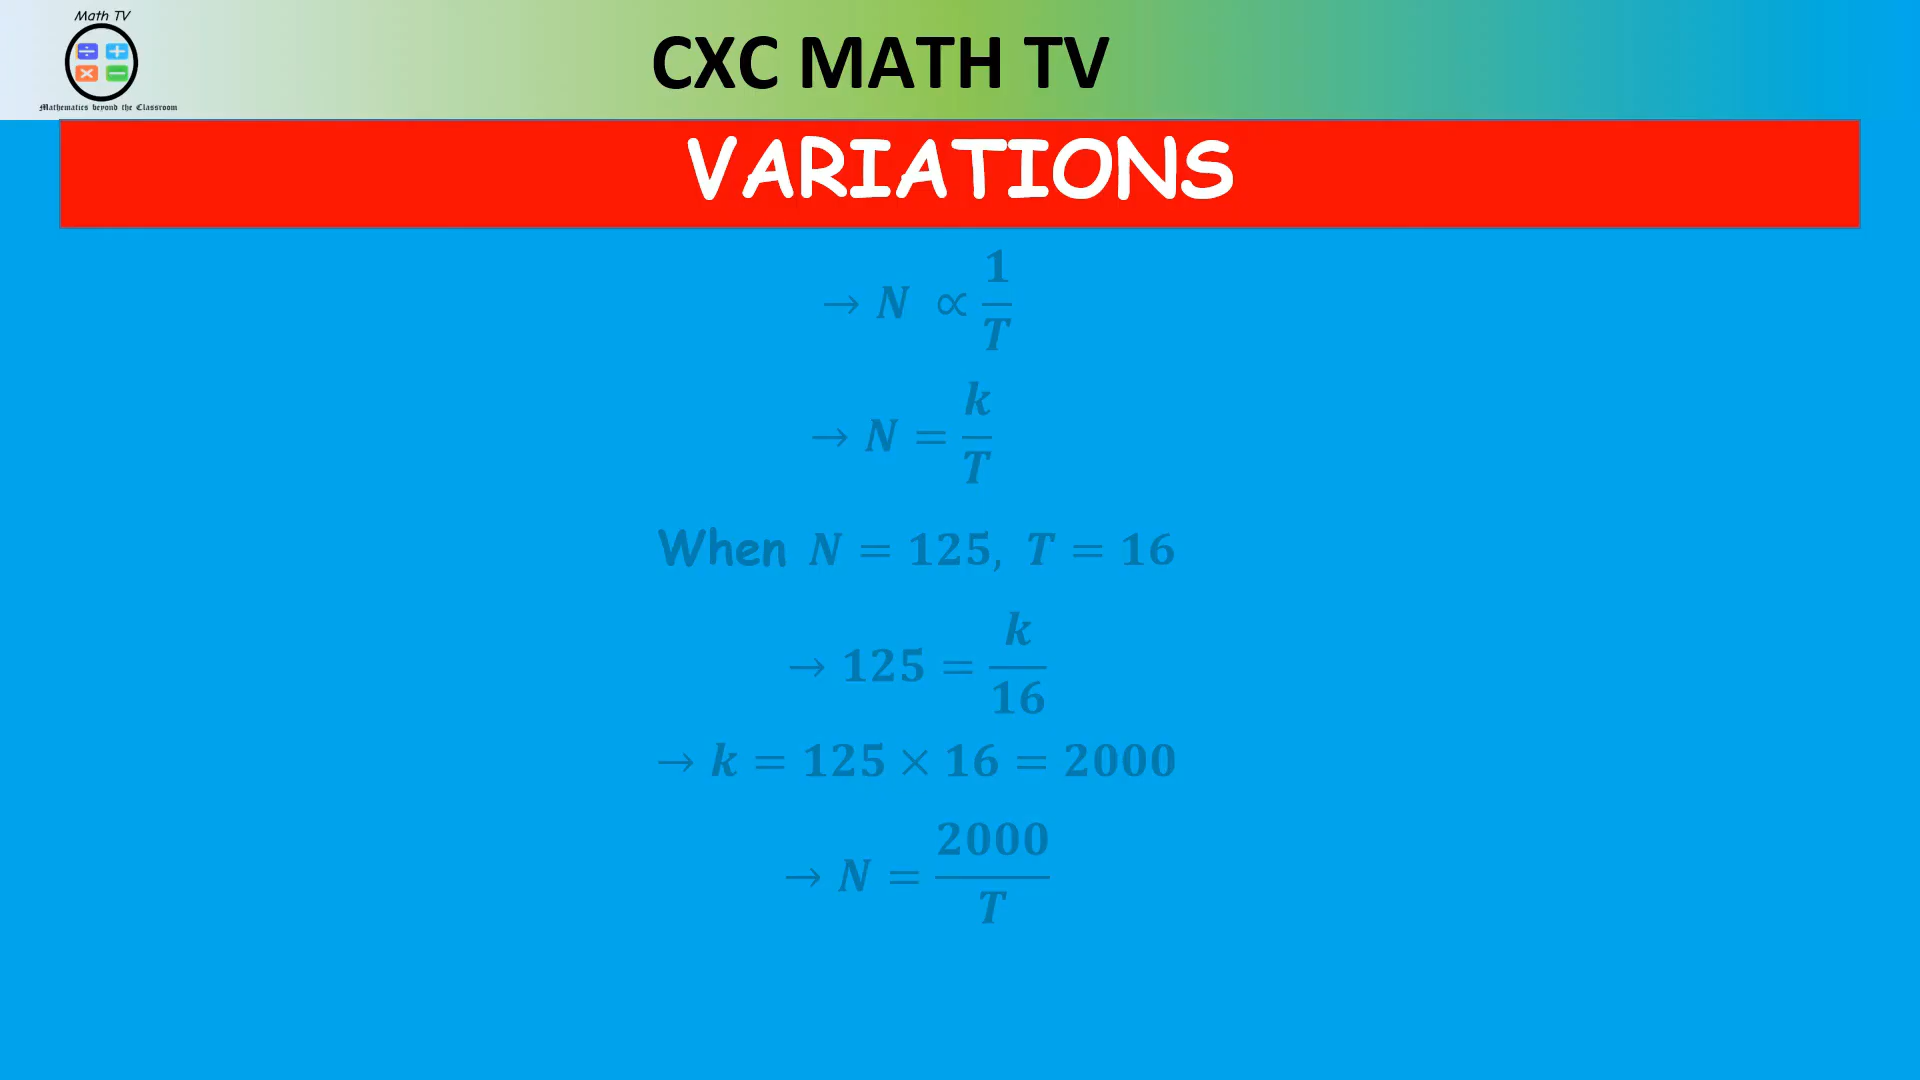 Math TV
Mathematics beyond the Classroom
CXC MATH TV
VARIATIONS
→ N ∝ 1/T
→ N = k/T
When N = 125, T = 16
→ 125 = k/16
→ k = 125 × 16 = 2000
→ N = 2000/T